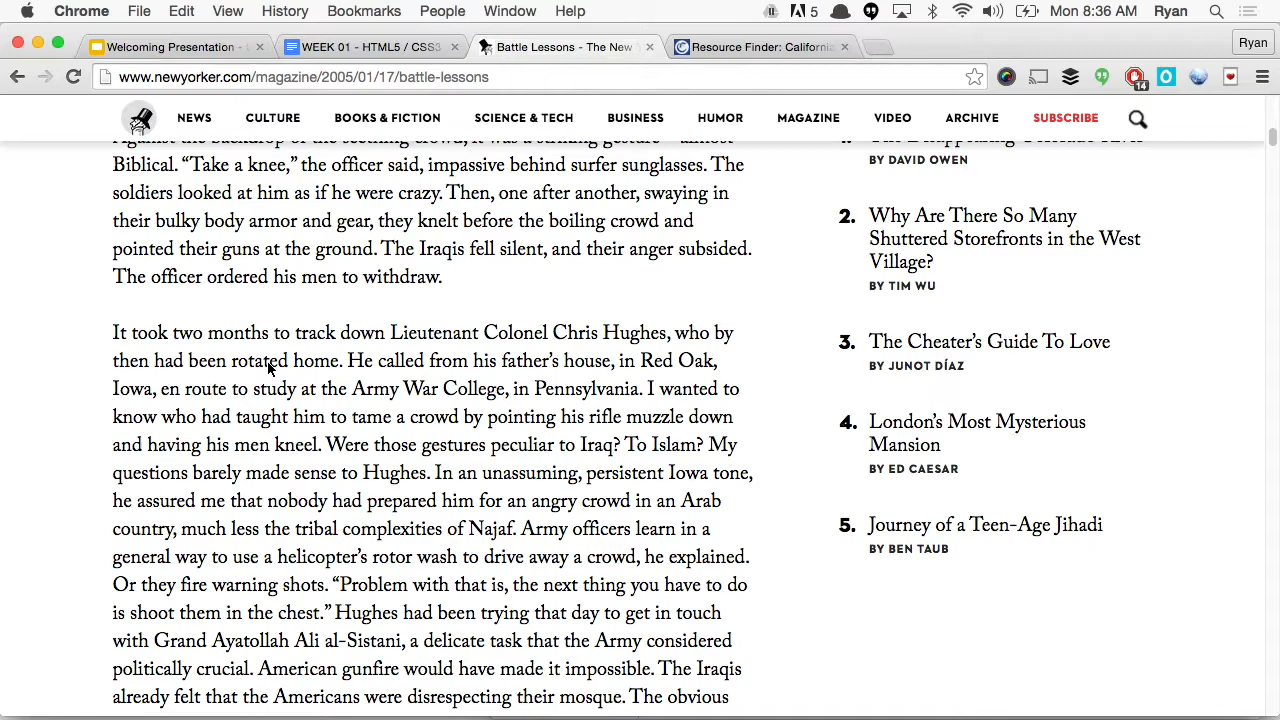 Chrome File Edit View History Bookmarks People Window Help 5 Mon 8:36 AM Ryan
Welcoming Presentation - WEEK 01 - HTML5 / CSS3 Battle Lessons - The New Resource Finder: California Ryan
www.newyorker.com/magazine/2005/01/17/battle-lessons 14
NEWS CULTURE BOOKS & FICTION SCIENCE & TECH BUSINESS HUMOR MAGAZINE VIDEO ARCHIVE SUBSCRIBE
Biblical. “Take a knee,” the officer said, impassive behind surfer sunglasses. The
soldiers looked at him as if he were crazy. Then, one after another, swaying in
their bulky body armor and gear, they knelt before the boiling crowd and
pointed their guns at the ground. The Iraqis fell silent, and their anger subsided.
The officer ordered his men to withdraw.
It took two months to track down Lieutenant Colonel Chris Hughes, who by
then had been rotated home. He called from his father’s house, in Red Oak,
Iowa, en route to study at the Army War College, in Pennsylvania. I wanted to
know who had taught him to tame a crowd by pointing his rifle muzzle down
and having his men kneel. Were those gestures peculiar to Iraq? To Islam? My
questions barely made sense to Hughes. In an unassuming, persistent Iowa tone,
he assured me that nobody had prepared him for an angry crowd in an Arab
country, much less the tribal complexities of Najaf. Army officers learn in a
general way to use a helicopter’s rotor wash to drive away a crowd, he explained.
Or they fire warning shots. “Problem with that is, the next thing you have to do
is shoot them in the chest.” Hughes had been trying that day to get in touch
with Grand Ayatollah Ali al-Sistani, a delicate task that the Army considered
politically crucial. American gunfire would have made it impossible. The Iraqis
already felt that the Americans were disrespecting their mosque. The obvious
BY DAVID OWEN
2. Why Are There So Many
Shuttered Storefronts in the West
Village?
BY TIM WU
3. The Cheater’s Guide To Love
BY JUNOT DÍAZ
4. London’s Most Mysterious
Mansion
BY ED CAESAR
5. Journey of a Teen-Age Jihadi
BY BEN TAUB